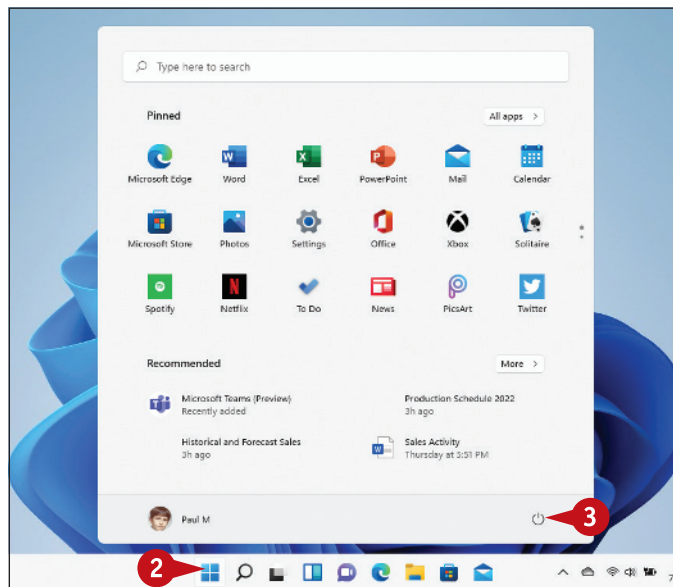 Type here to search
Pinned
All apps >
Microsoft Edge
Word
Excel
PowerPoint
Mail
Calendar
Microsoft Store
Photos
Settings
Office
Xbox
Solitaire
Spotify
Netflix
To Do
News
PicsArt
Twitter
Recommended
More >
Microsoft Teams (Preview)
Recently added
Production Schedule 2022
3h ago
Historical and Forecast Sales
3h ago
Sales Activity
Thursday at 5:51 PM
Paul M
3
2
7